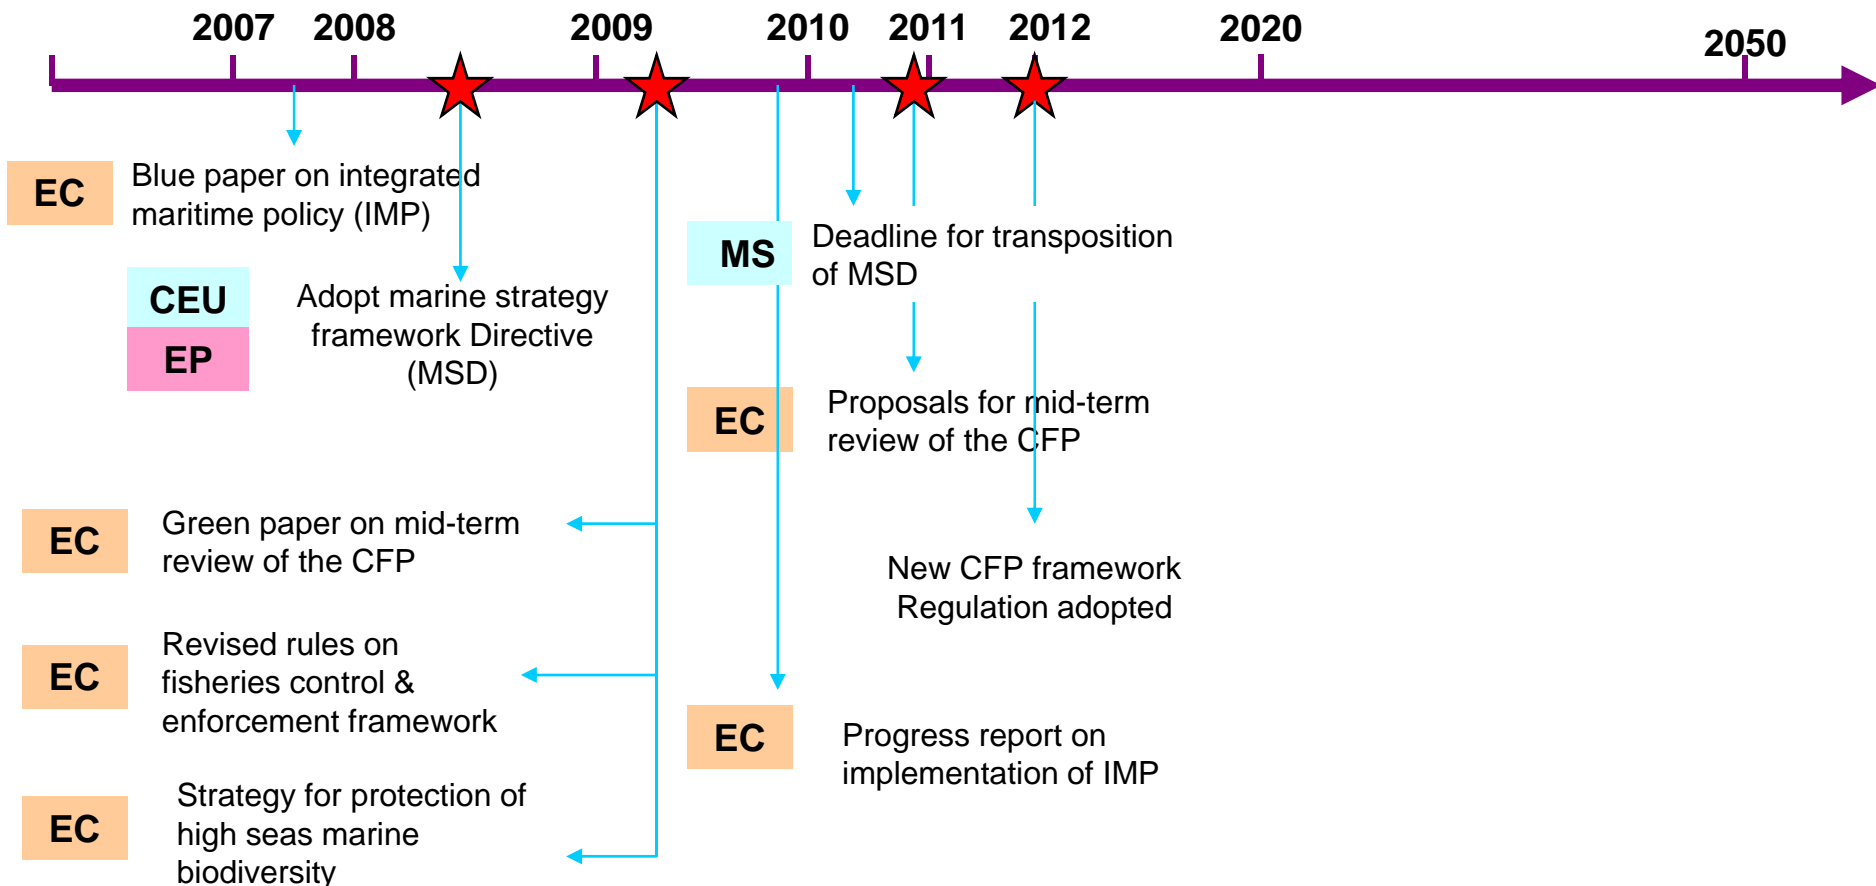 2007 2008 2009 2010 2011 2012 2020 2050
EC
Blue paper on integrated
maritime policy (IMP)
CEU
EP
Adopt marine strategy
framework Directive
(MSD)
EC
Green paper on mid-term
review of the CFP
EC
Revised rules on
fisheries control &
enforcement framework
EC
Strategy for protection of
high seas marine
biodiversity
MS
Deadline for transposition
of MSD
EC
Proposals for mid-term
review of the CFP
New CFP framework
Regulation adopted
EC
Progress report on
implementation of IMP